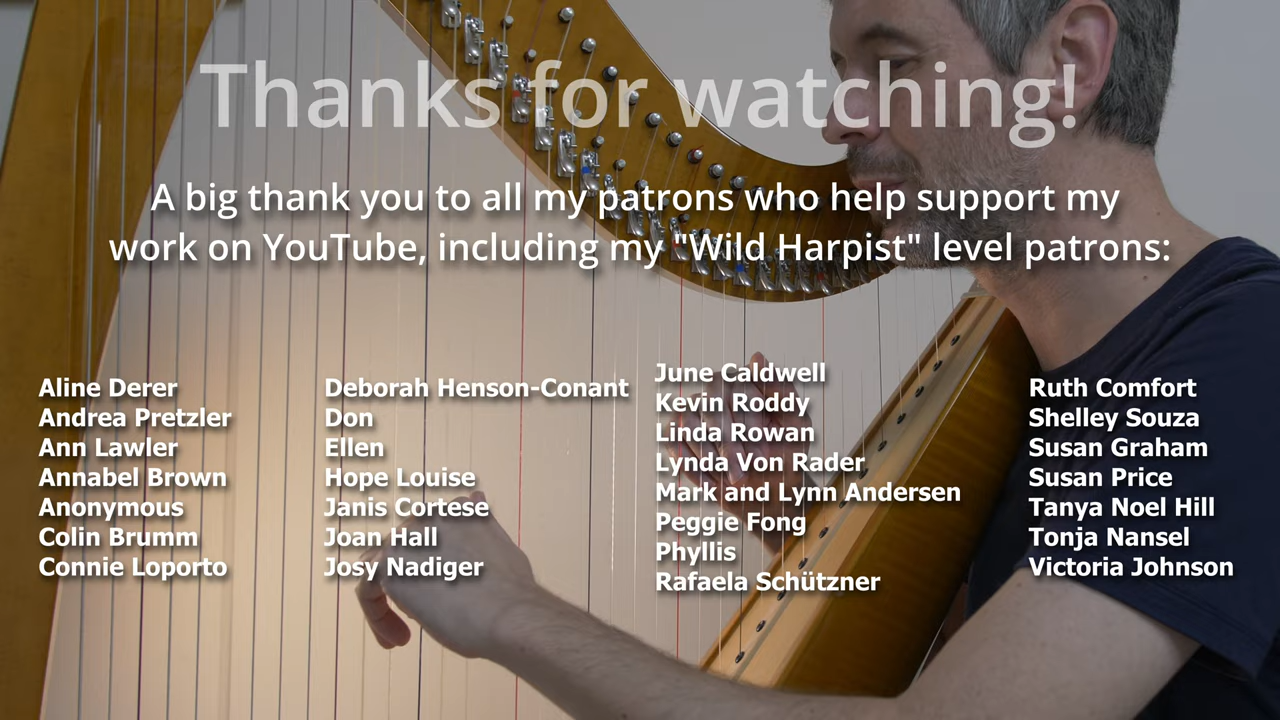 Thanks for watching!
A big thank you to all my patrons who help support my
work on YouTube, including my "Wild Harpist" level patrons:
Aline Derer
Andrea Pretzler
Ann Lawler
Annabel Brown
Anonymous
Colin Brumm
Connie Loporto
Deborah Henson-Conant
Don
Ellen
Hope Louise
Janis Cortese
Joan Hall
Josy Nadiger
June Caldwell
Kevin Roddy
Linda Rowan
Lynda Von Rader
Mark and Lynn Andersen
Peggie Fong
Phyllis
Rafaela Schützner
Ruth Comfort
Shelley Souza
Susan Graham
Susan Price
Tanya Noel Hill
Tonja Nansel
Victoria Johnson